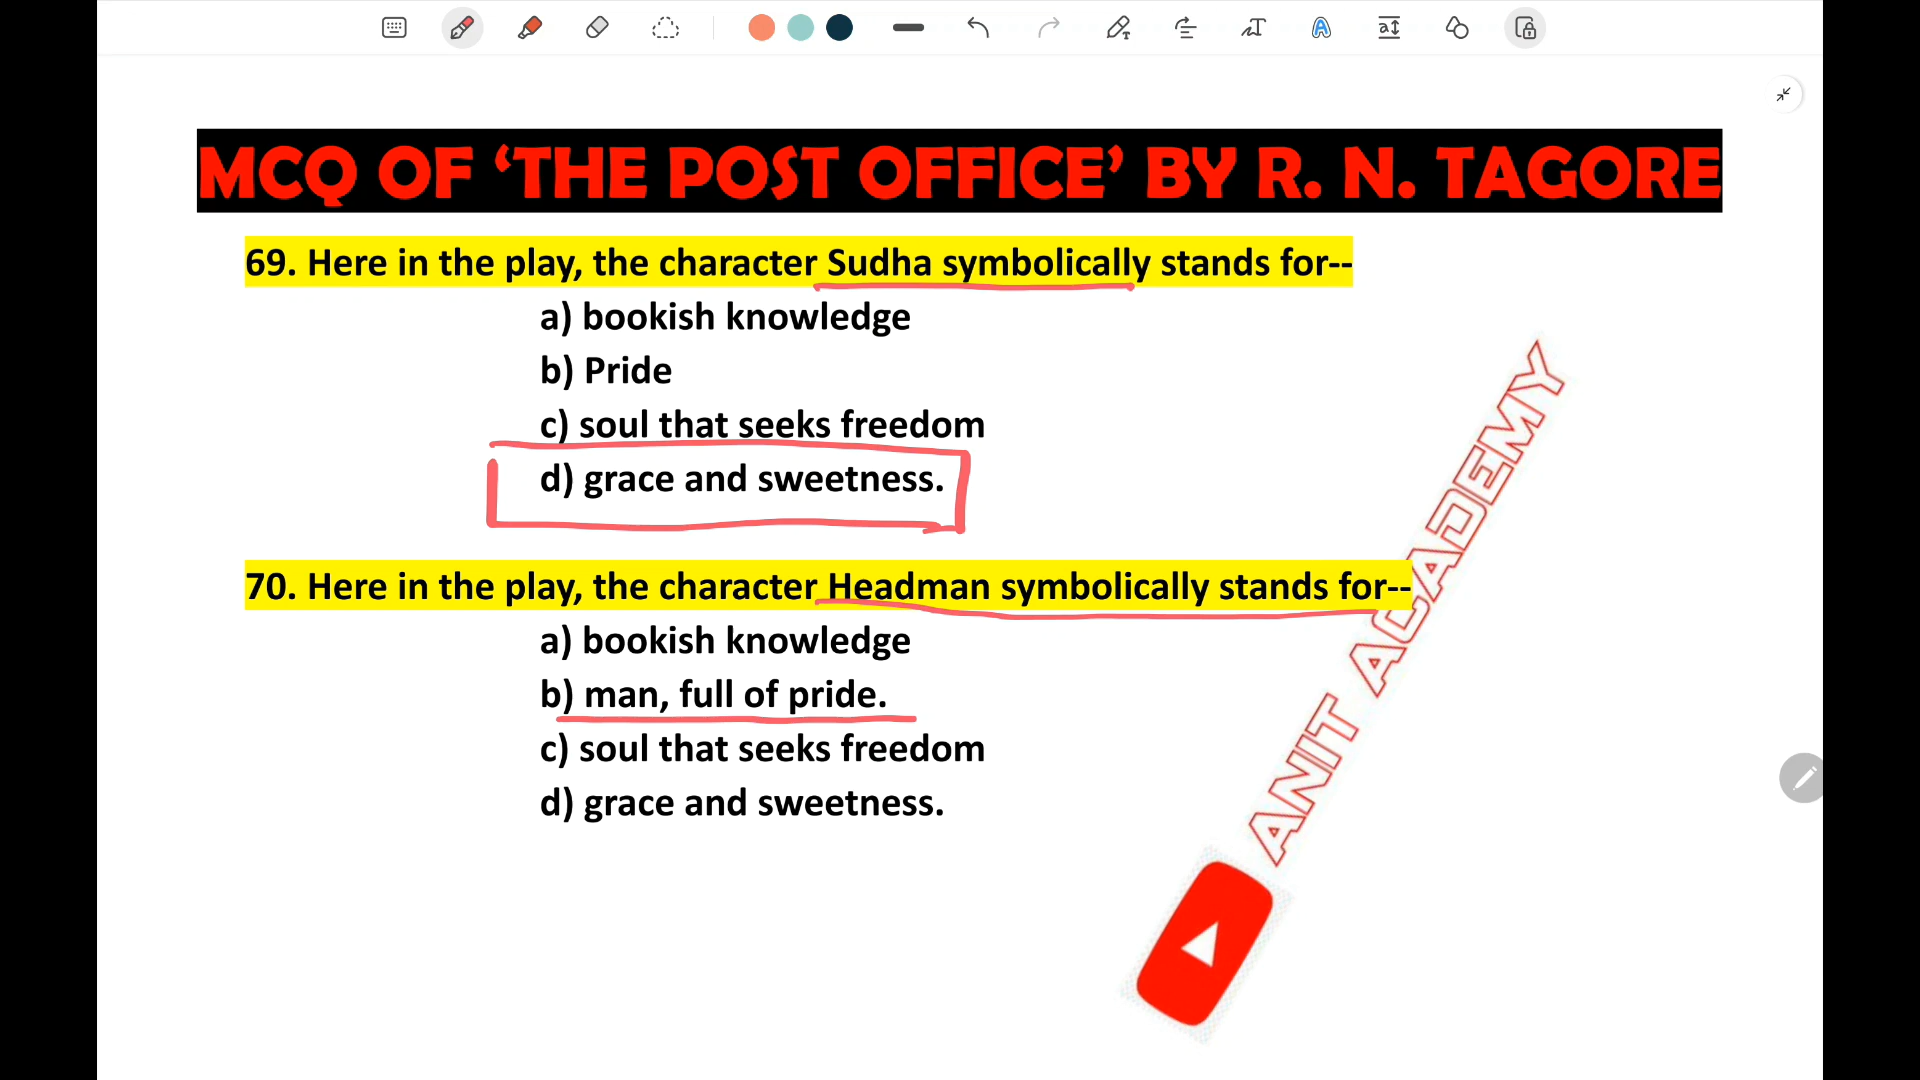 MCQ OF ‘THE POST OFFICE’ BY R. N. TAGORE
69. Here in the play, the character Sudha symbolically stands for--
a) bookish knowledge
b) Pride
c) soul that seeks freedom
d) grace and sweetness.
70. Here in the play, the character Headman symbolically stands for--
a) bookish knowledge
b) man, full of pride.
c) soul that seeks freedom
d) grace and sweetness.
ANIT ACADEMY